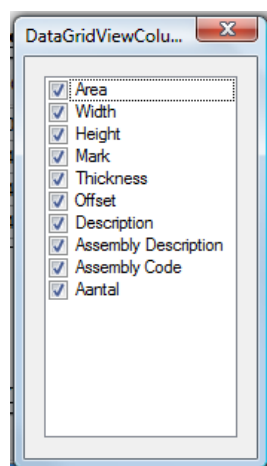 DataGridViewColu...
Area
Width
Height
Mark
Thickness
Offset
Description
Assembly Description
Assembly Code
Aantal